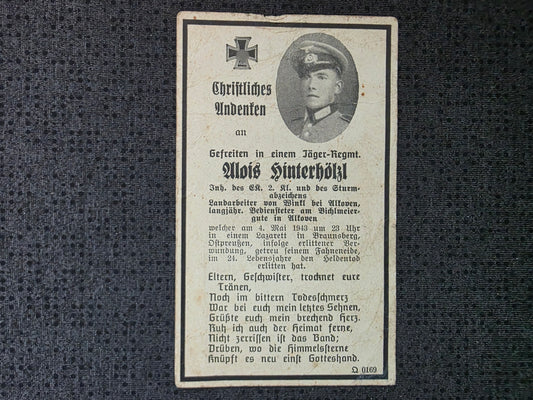 Christliches
Andenken
an
Gefreiten in einem Jäger-Regmt.
Alois Hinterhölzl
Inh. des EK. 2. Kl. und des Sturm-
abzeichens
Landarbeiter von Winkl bei Alkoven,
langjähr. Bediensteter am Bichlmeier-
gute in Alkoven
welcher am 4. Mai 1943 um 23 Uhr
in einem Lazarett in Braunsberg,
Ostpreußen, infolge erlittener Ver-
wundung, getreu seinem Fahneneide,
im 24. Lebensjahre den Heldentod
erlitten hat.
Eltern, Geschwister, trocknet eure
Tränen,
Noch im bittern Todesschmerz
War bei euch mein letztes Sehnen,
Grüßte euch mein brechend Herz.
Ruh ich auch der Heimat ferne,
Nicht zerrissen ist das Band;
Drüben, wo die Himmelssterne
Knüpft es neu einst Gotteshand.
0169